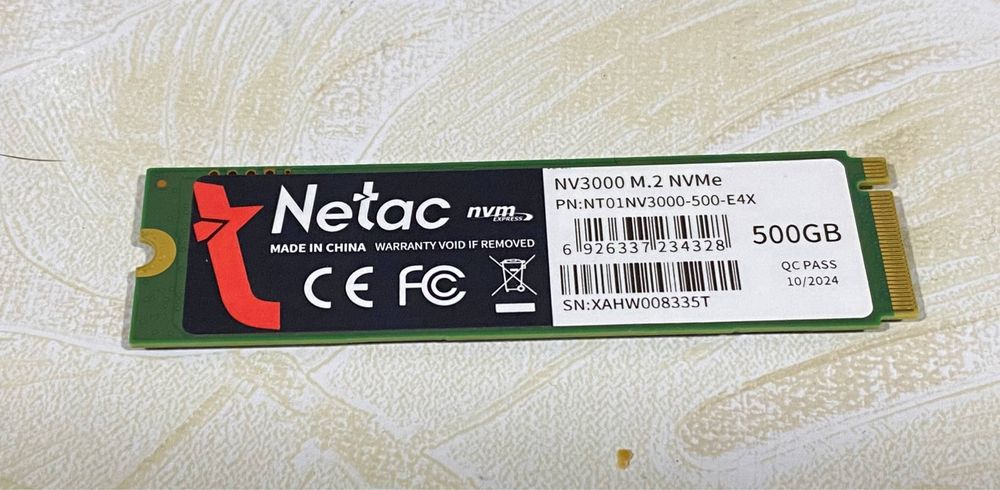 Netac
nvm
EXPRESS
MADE IN CHINA WARRANTY VOID IF REMOVED
CE FC
NV3000 M.2 NVMe
PN:NT01NV3000-500-E4X
6 926337 234328
500GB
SN:XAHW008335T
QC PASS
10/2024